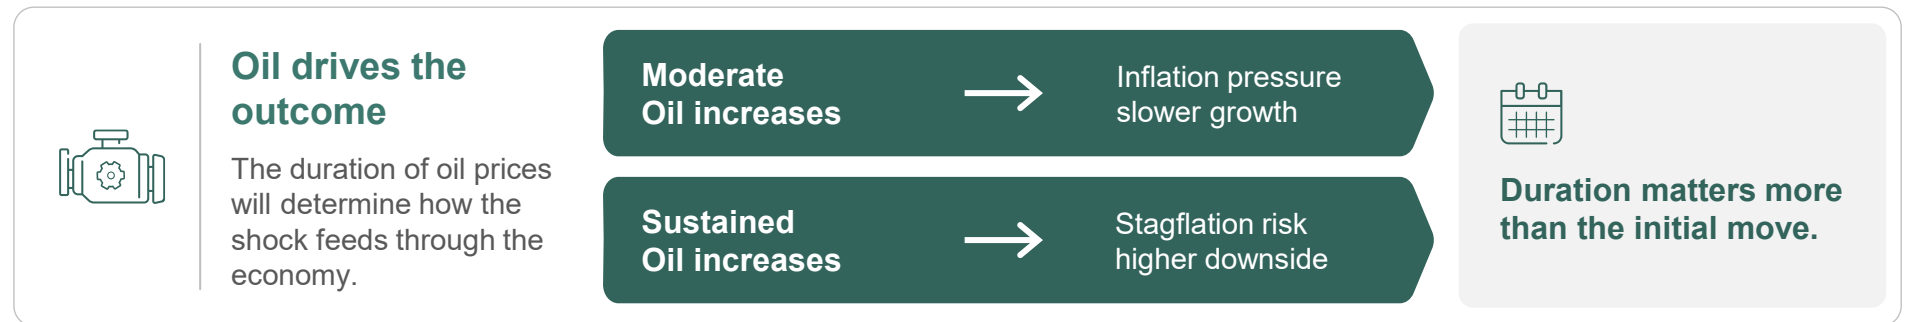 Oil drives the
outcome
The duration of oil prices
will determine how the
shock feeds through the
economy.
Moderate
Oil increases
Inflation pressure
slower growth
Sustained
Oil increases
Stagflation risk
higher downside
Duration matters more
than the initial move.